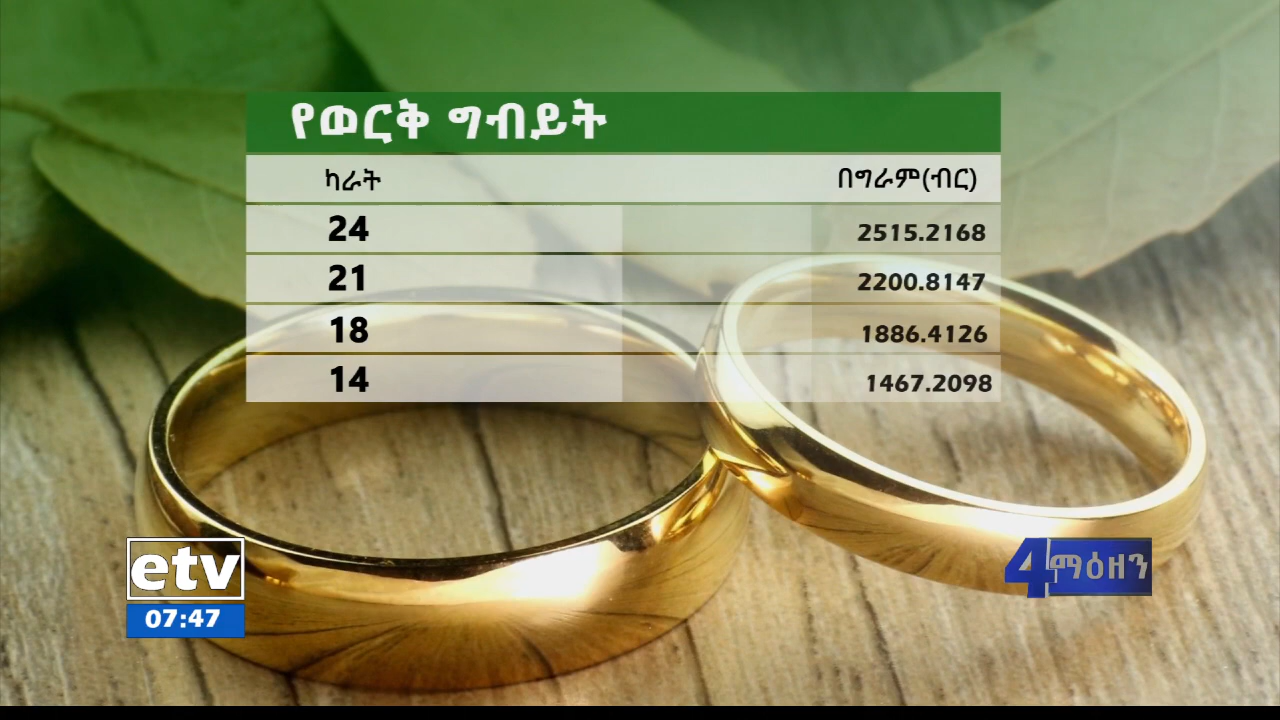 የወርቅ ግብይት
ካራት በግራም(ብር)
24 2515.2168
21 2200.8147
18 1886.4126
14 1467.2098
etv
07:47
4ማዕዘን